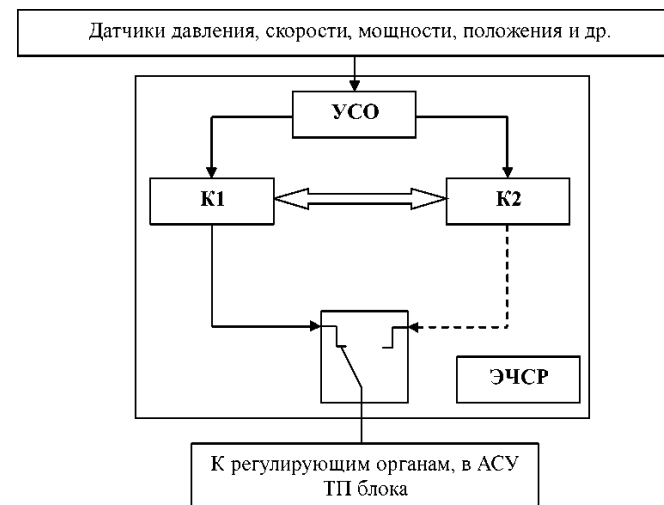 Датчики давления, скорости, мощности, положения и др.
УСО
К1
К2
ЭЧСР
К регулирующим органам, в АСУ
ТП блока